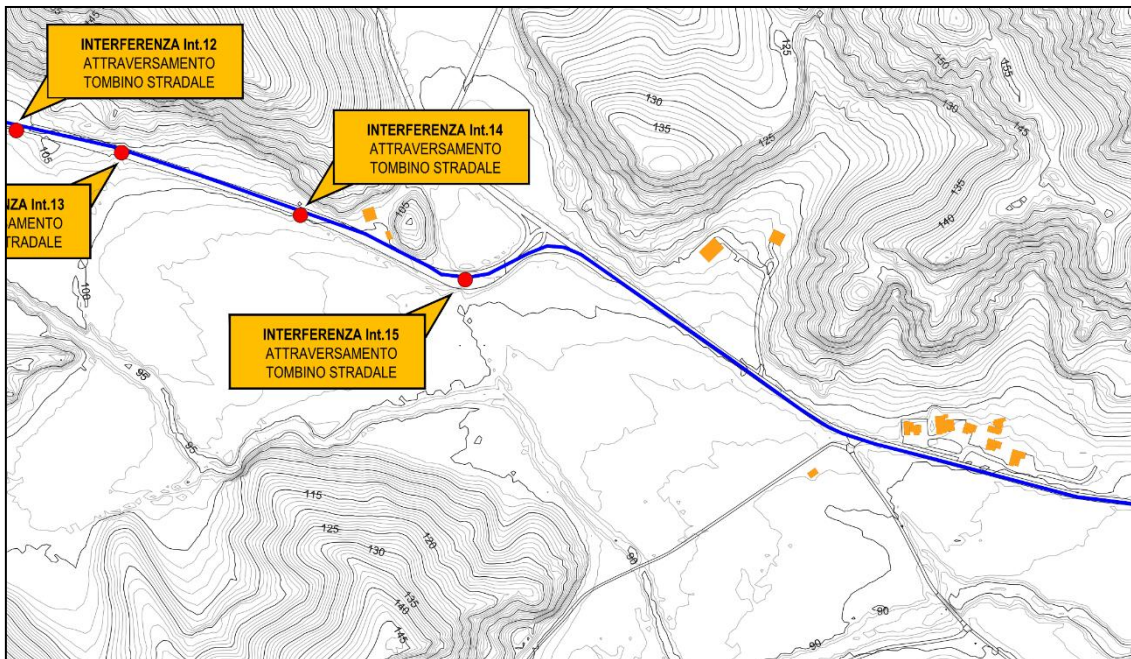 INTERFERENZA Int.12
ATTRAVERSAMENTO
TOMBINO STRADALE
INTERFERENZA Int.14
ATTRAVERSAMENTO
TOMBINO STRADALE
NZA Int.13
AMENTO
TRADALE
INTERFERENZA Int.15
ATTRAVERSAMENTO
TOMBINO STRADALE
125
150
155
130
130
135
125
145
135
140
105
105
100
95
95
115
125
120
130
135
140
145
90
90
90